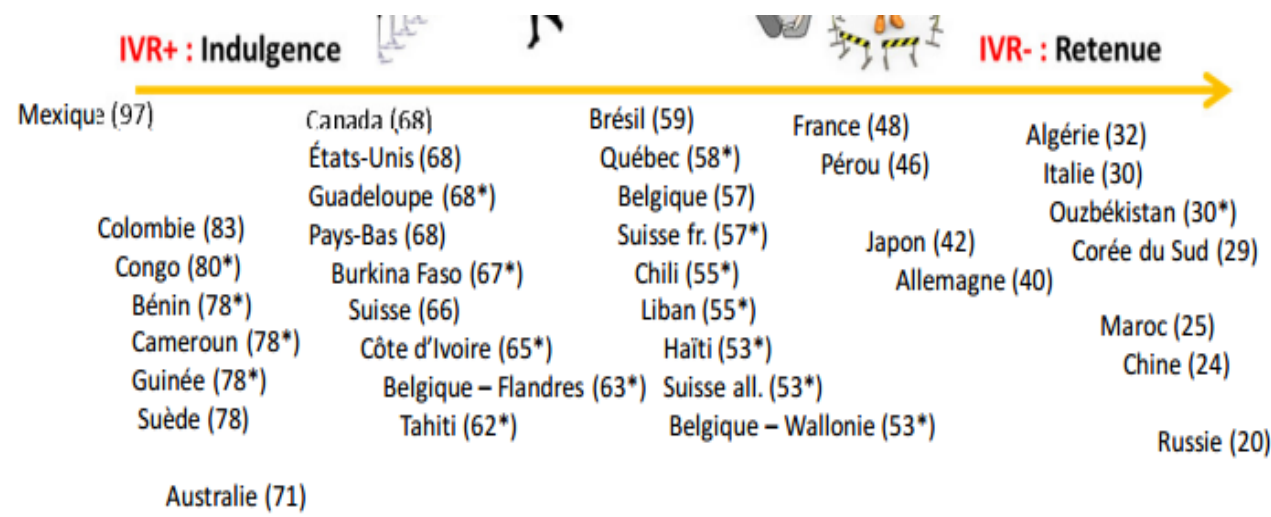 IVR+ : Indulgence
IVR- : Retenue
Mexique (97)
Colombie (83)
Congo (80*)
Bénin (78*)
Cameroun (78*)
Guinée (78*)
Suède (78)
Australie (71)
Canada (68)
États-Unis (68)
Guadeloupe (68*)
Pays-Bas (68)
Burkina Faso (67*)
Suisse (66)
Côte d’Ivoire (65*)
Belgique – Flandres (63*)
Tahiti (62*)
Brésil (59)
Québec (58*)
Belgique (57)
Suisse fr. (57*)
Chili (55*)
Liban (55*)
Haïti (53*)
Suisse all. (53*)
Belgique – Wallonie (53*)
France (48)
Pérou (46)
Japon (42)
Allemagne (40)
Algérie (32)
Italie (30)
Ouzbékistan (30*)
Corée du Sud (29)
Maroc (25)
Chine (24)
Russie (20)